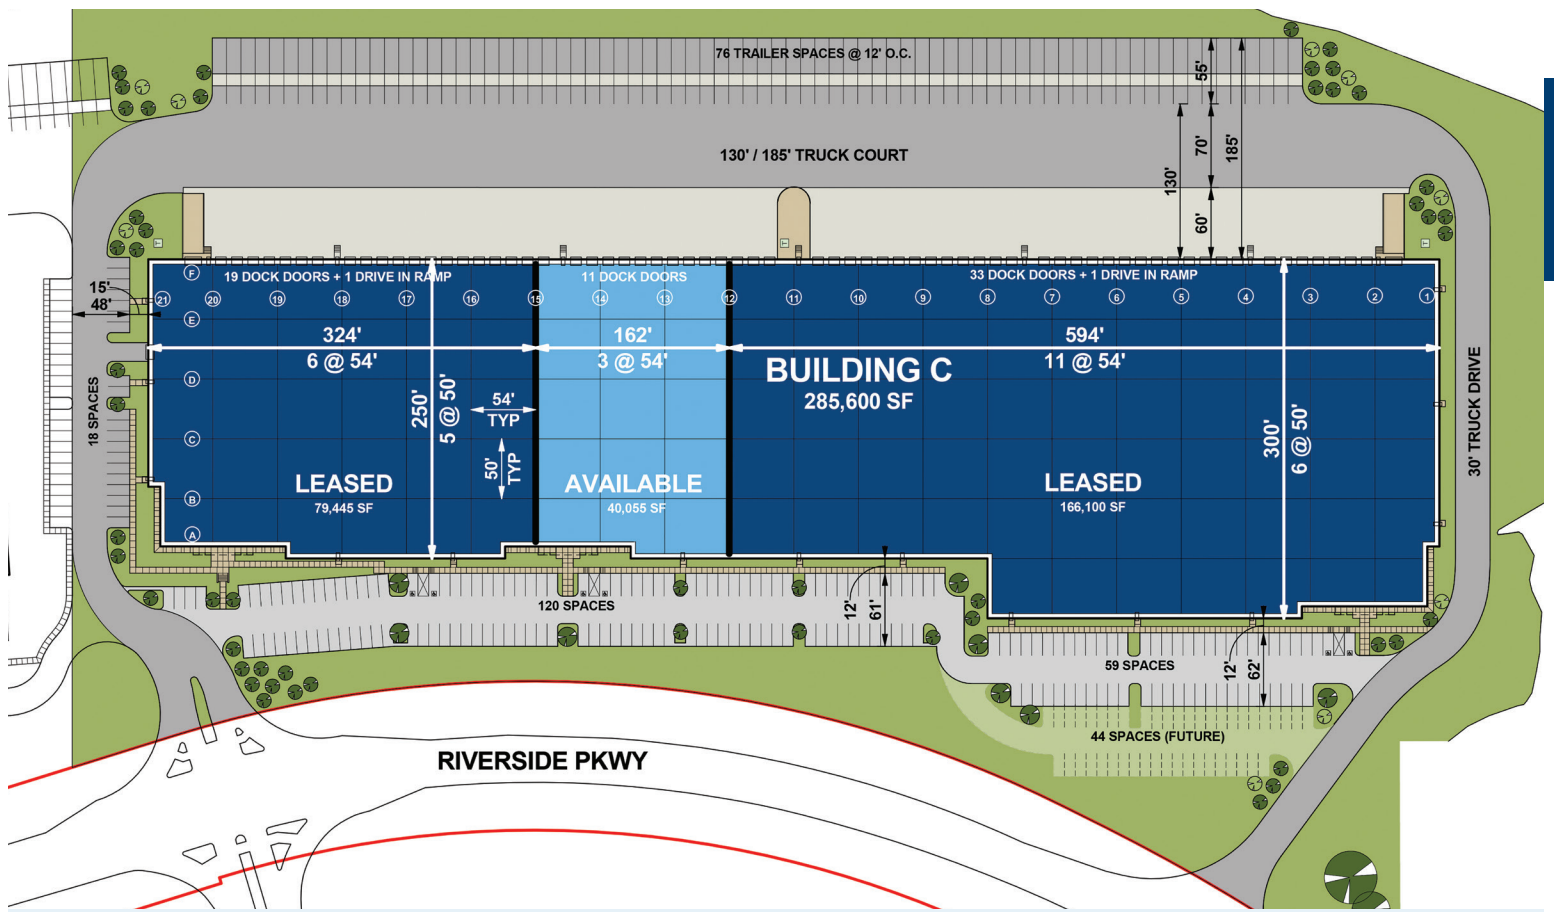 76 TRAILER SPACES @ 12' O.C.
55'
130' / 185' TRUCK COURT
70'
185'
130'
60'
T
T
T
F
19 DOCK DOORS + 1 DRIVE IN RAMP
11 DOCK DOORS
33 DOCK DOORS + 1 DRIVE IN RAMP
15'
48'
21
20
19
18
17
16
15
14
13
12
11
10
9
8
7
6
5
4
3
2
1
E
324'
6 @ 54'
162'
3 @ 54'
594'
11 @ 54'
BUILDING C
285,600 SF
D
250'
5 @ 50'
54'
TYP
50'
TYP
300'
6 @ 50'
18 SPACES
30' TRUCK DRIVE
C
LEASED
79,445 SF
AVAILABLE
40,055 SF
LEASED
166,100 SF
B
A
120 SPACES
12'
61'
59 SPACES
12'
62'
44 SPACES (FUTURE)
RIVERSIDE PKWY